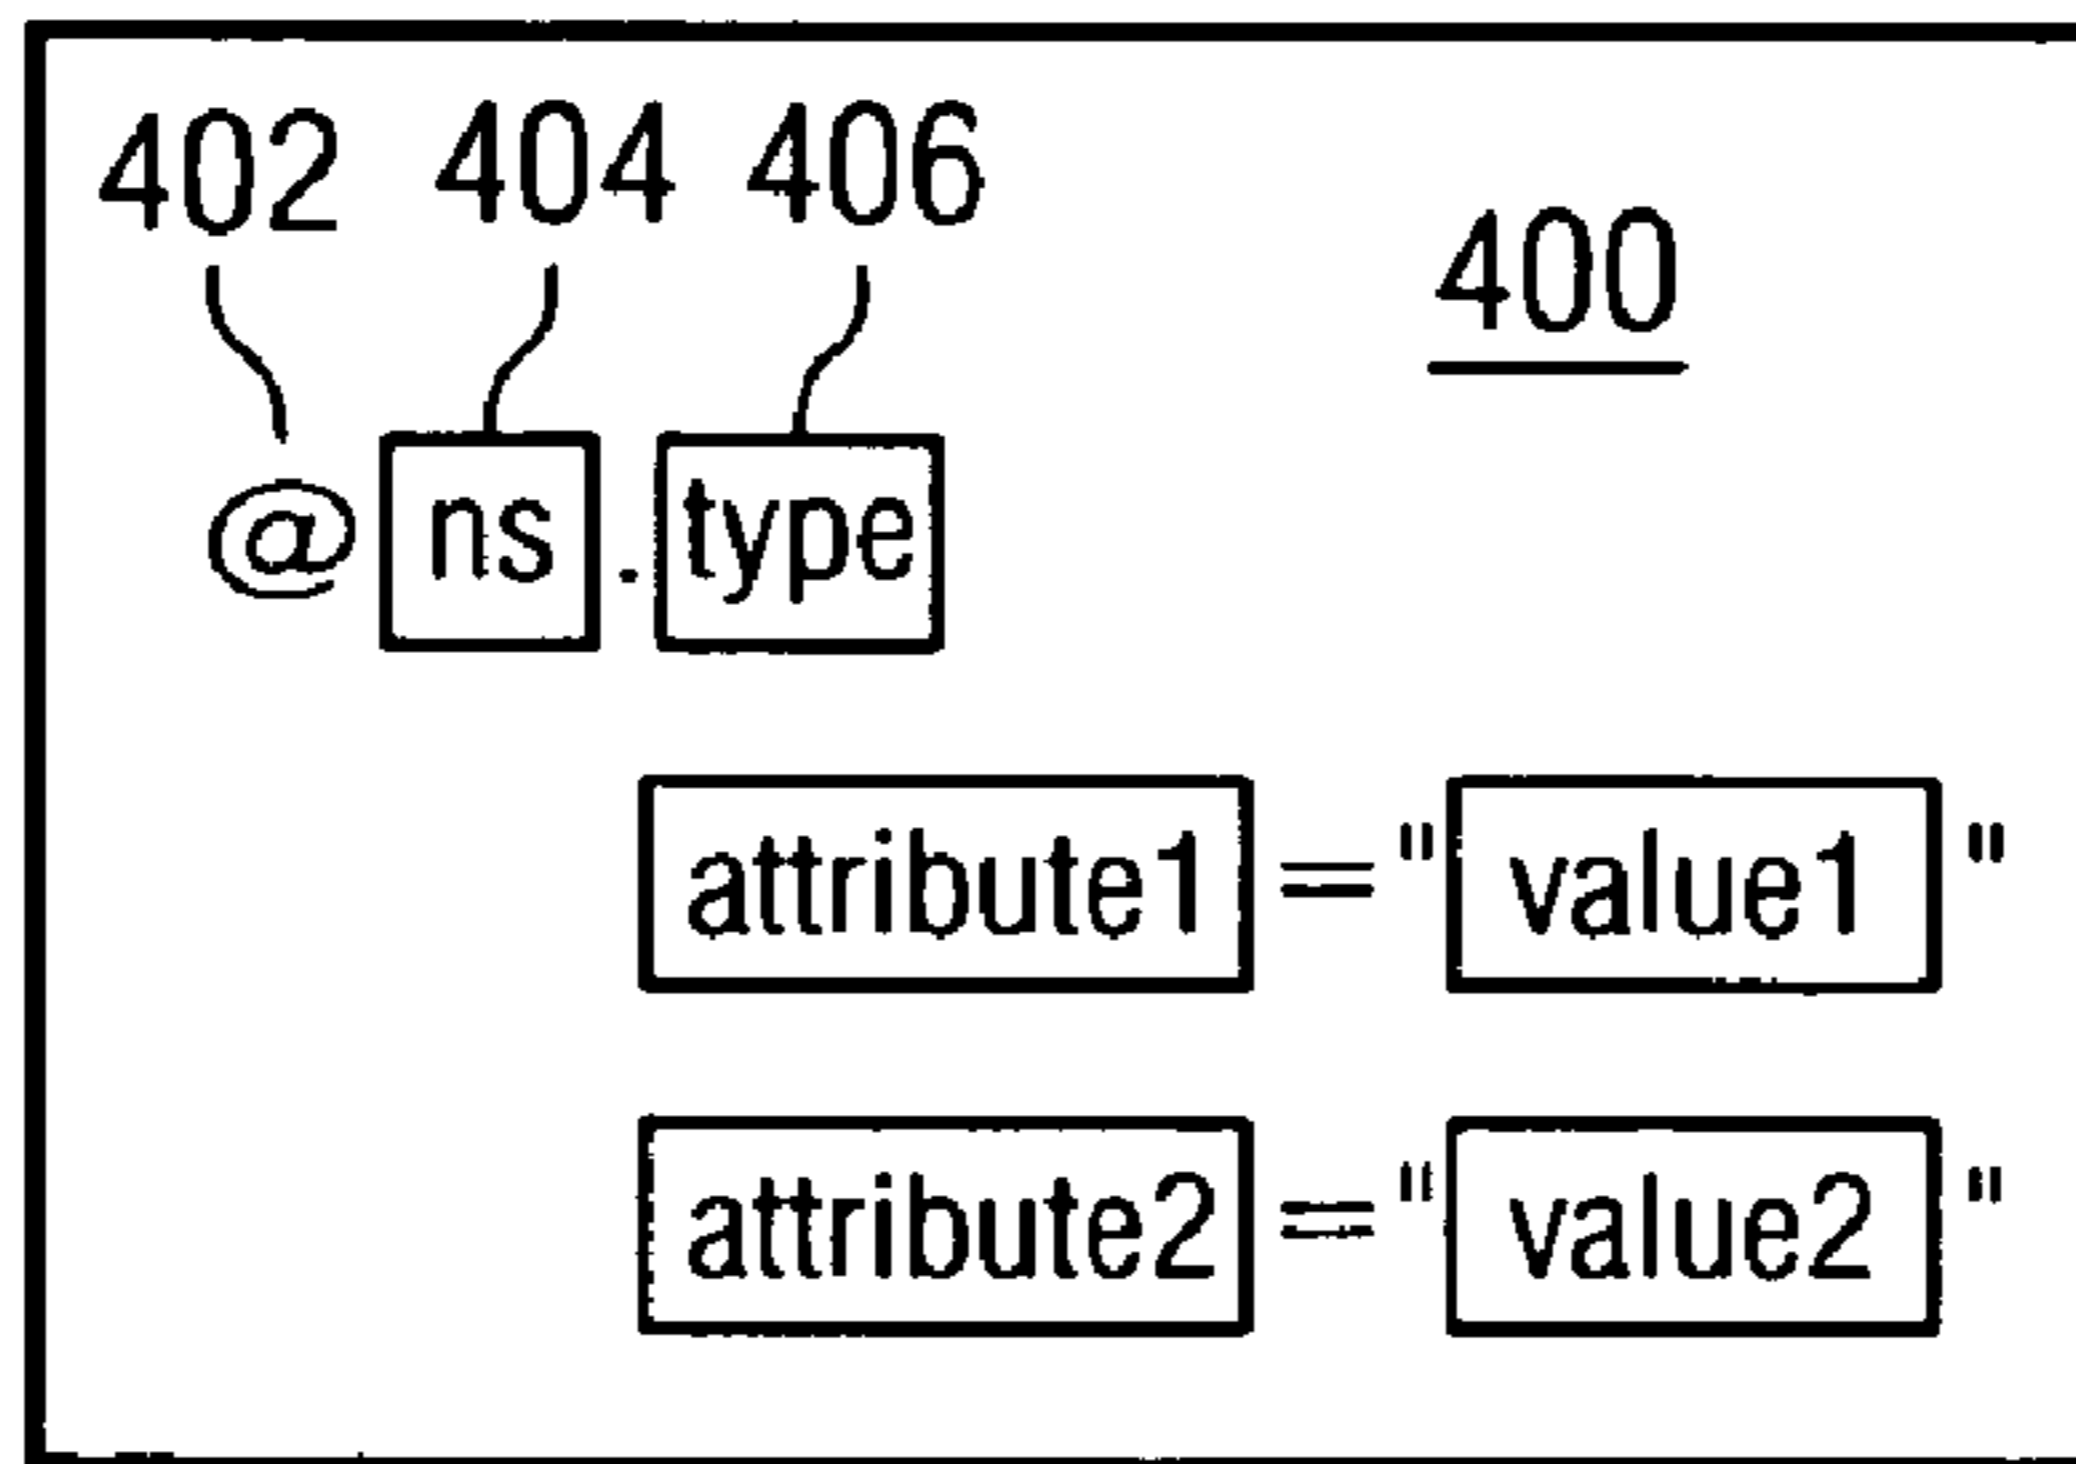 402 404 406
400
@ ns . type
attribute1 = " value1 "
attribute2 = " value2 "